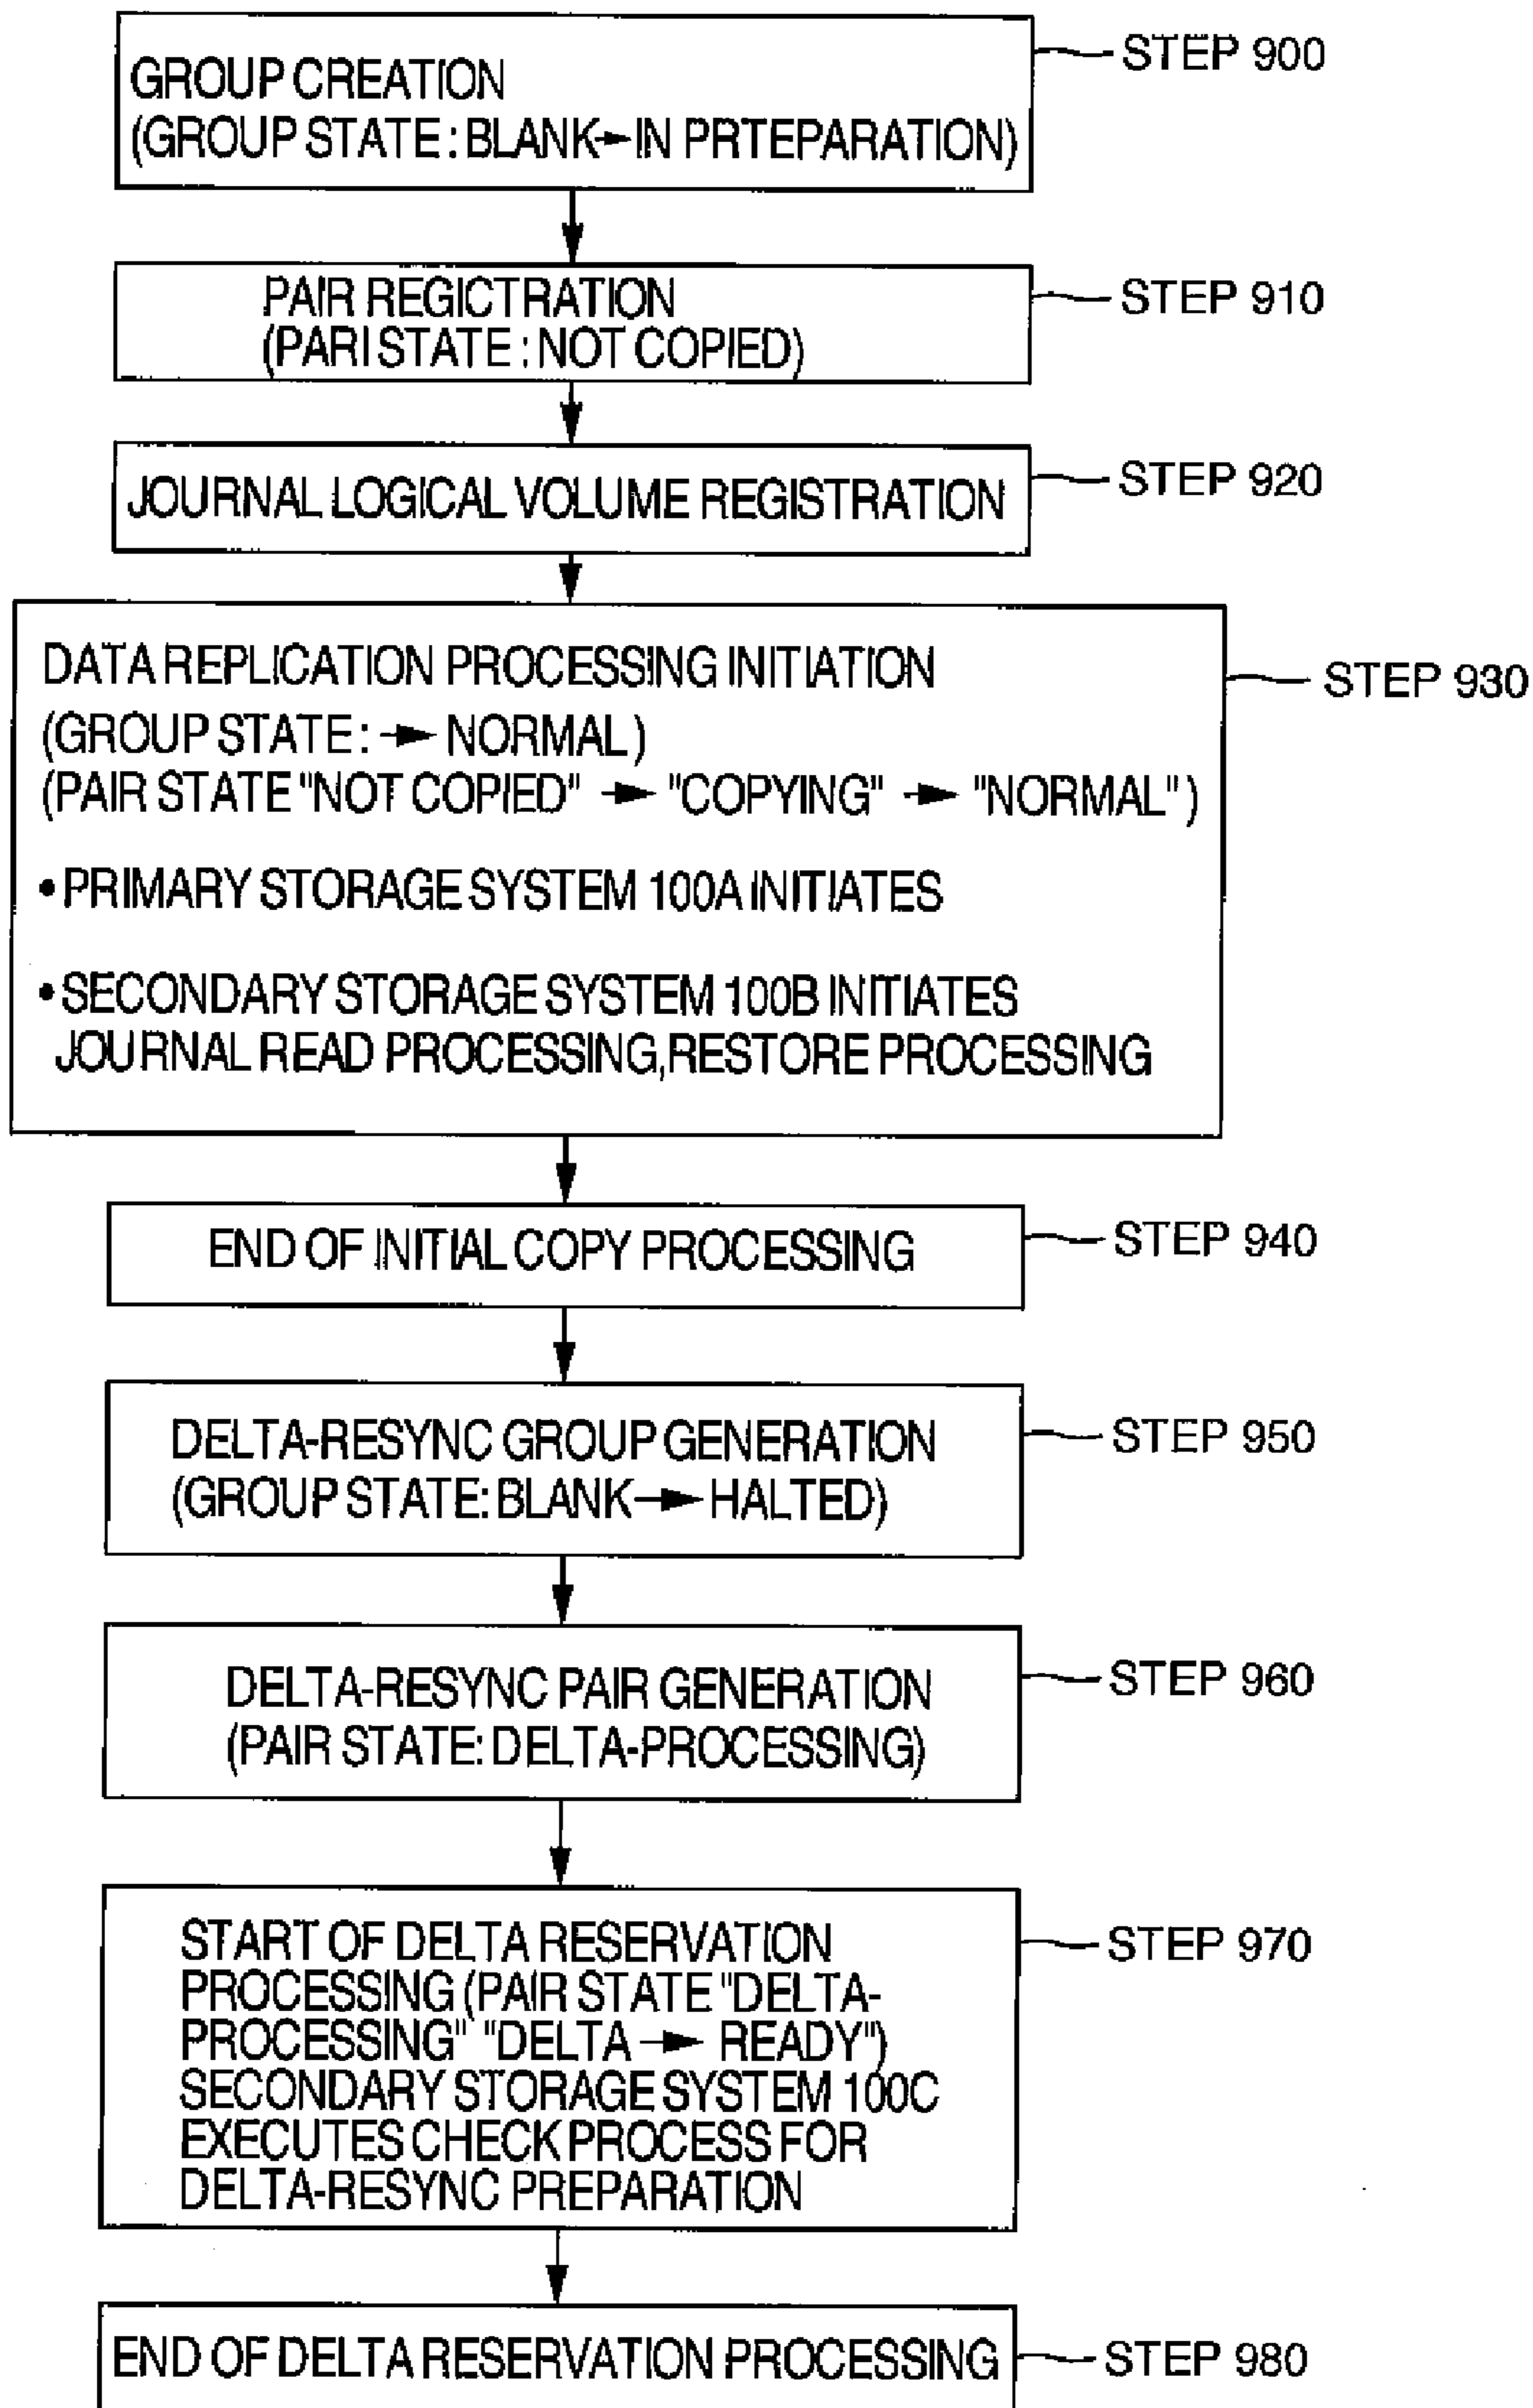 GROUP CREATION
(GROUP STATE : BLANK→IN PRTEPARATION)
STEP 900
PAIR REGICTRATION
(PARI STATE : NOT COPIED)
STEP 910
JOURNAL LOGICAL VOLUME REGISTRATION
STEP 920
DATA REPLICATION PROCESSING INITIATION
(GROUP STATE : → NORMAL)
(PAIR STATE "NOT COPIED" → "COPYING" → "NORMAL")
• PRIMARY STORAGE SYSTEM 100A INITIATES
• SECONDARY STORAGE SYSTEM 100B INITIATES
JOURNAL READ PROCESSING, RESTORE PROCESSING
STEP 930
END OF INITIAL COPY PROCESSING
STEP 940
DELTA-RESYNC GROUP GENERATION
(GROUP STATE: BLANK→HALTED)
STEP 950
DELTA-RESYNC PAIR GENERATION
(PAIR STATE: DELTA-PROCESSING)
STEP 960
START OF DELTA RESERVATION
PROCESSING (PAIR STATE "DELTA-
PROCESSING" "DELTA → READY")
SECONDARY STORAGE SYSTEM 100C
EXECUTES CHECK PROCESS FOR
DELTA-RESYNC PREPARATION
STEP 970
END OF DELTA RESERVATION PROCESSING
STEP 980